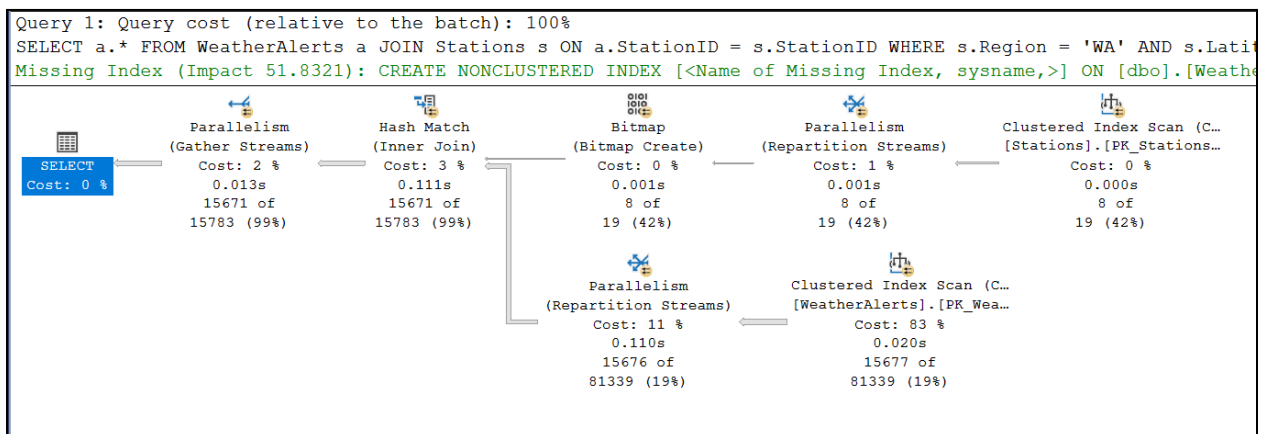 Query 1: Query cost (relative to the batch): 100%
SELECT a.* FROM WeatherAlerts a JOIN Stations s ON a.StationID = s.StationID WHERE s.Region = 'WA' AND s.Latit
Missing Index (Impact 51.8321): CREATE NONCLUSTERED INDEX [<Name of Missing Index, sysname,>] ON [dbo].[Weathe
SELECT
Cost: 0 %
Parallelism
(Gather Streams)
Cost: 2 %
0.013s
15671 of
15783 (99%)
Hash Match
(Inner Join)
Cost: 3 %
0.111s
15671 of
15783 (99%)
Bitmap
(Bitmap Create)
Cost: 0 %
0.001s
8 of
19 (42%)
Parallelism
(Repartition Streams)
Cost: 1 %
0.001s
8 of
19 (42%)
Clustered Index Scan (C…
[Stations].[PK_Stations…
Cost: 0 %
0.000s
8 of
19 (42%)
Parallelism
(Repartition Streams)
Cost: 11 %
0.110s
15676 of
81339 (19%)
Clustered Index Scan (C…
[WeatherAlerts].[PK_Wea…
Cost: 83 %
0.020s
15677 of
81339 (19%)